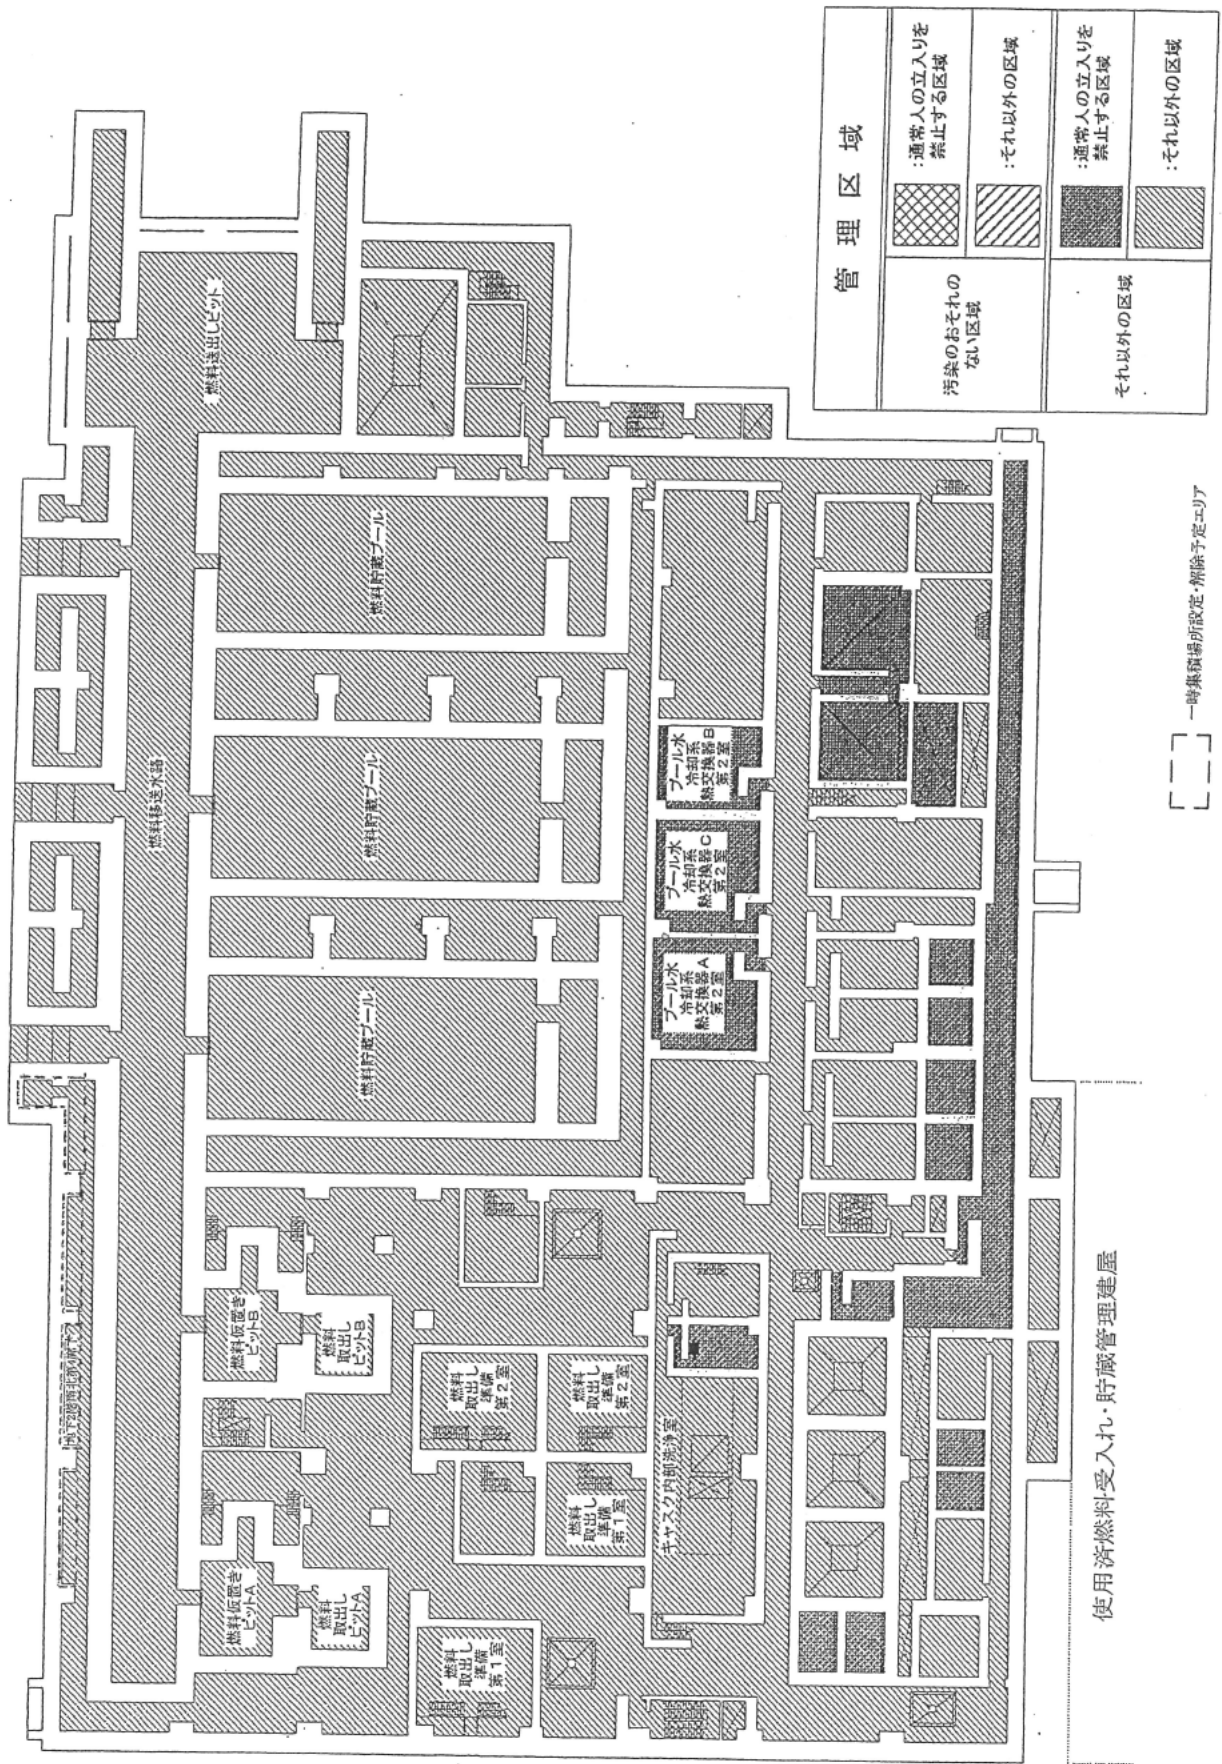 管理区域
汚染のおそれの
ない区域
:通常人の立入りを
禁止する区域
:それ以外の区域
それ以外の区域
:通常人の立入りを
禁止する区域
:それ以外の区域
燃料送出しピット
燃料移送水路
燃料貯蔵プール
燃料貯蔵プール
燃料貯蔵プール
プール水
冷却系
熱交換器B
第2室
プール水
冷却系
熱交換器C
第2室
プール水
冷却系
熱交換器A
第2室
燃料仮置き
ピットB
燃料
取出し
ピットB
燃料仮置き
ピットA
燃料
取出し
ピットA
燃料
取出し
準備
第2室
燃料
取出し
準備
第2室
燃料
取出し
準備
第1室
燃料
取出し
準備
第1室
キャスク内部洗浄室
一時集積場所設定・解除予定エリア
使用済燃料受入れ・貯蔵管理建屋